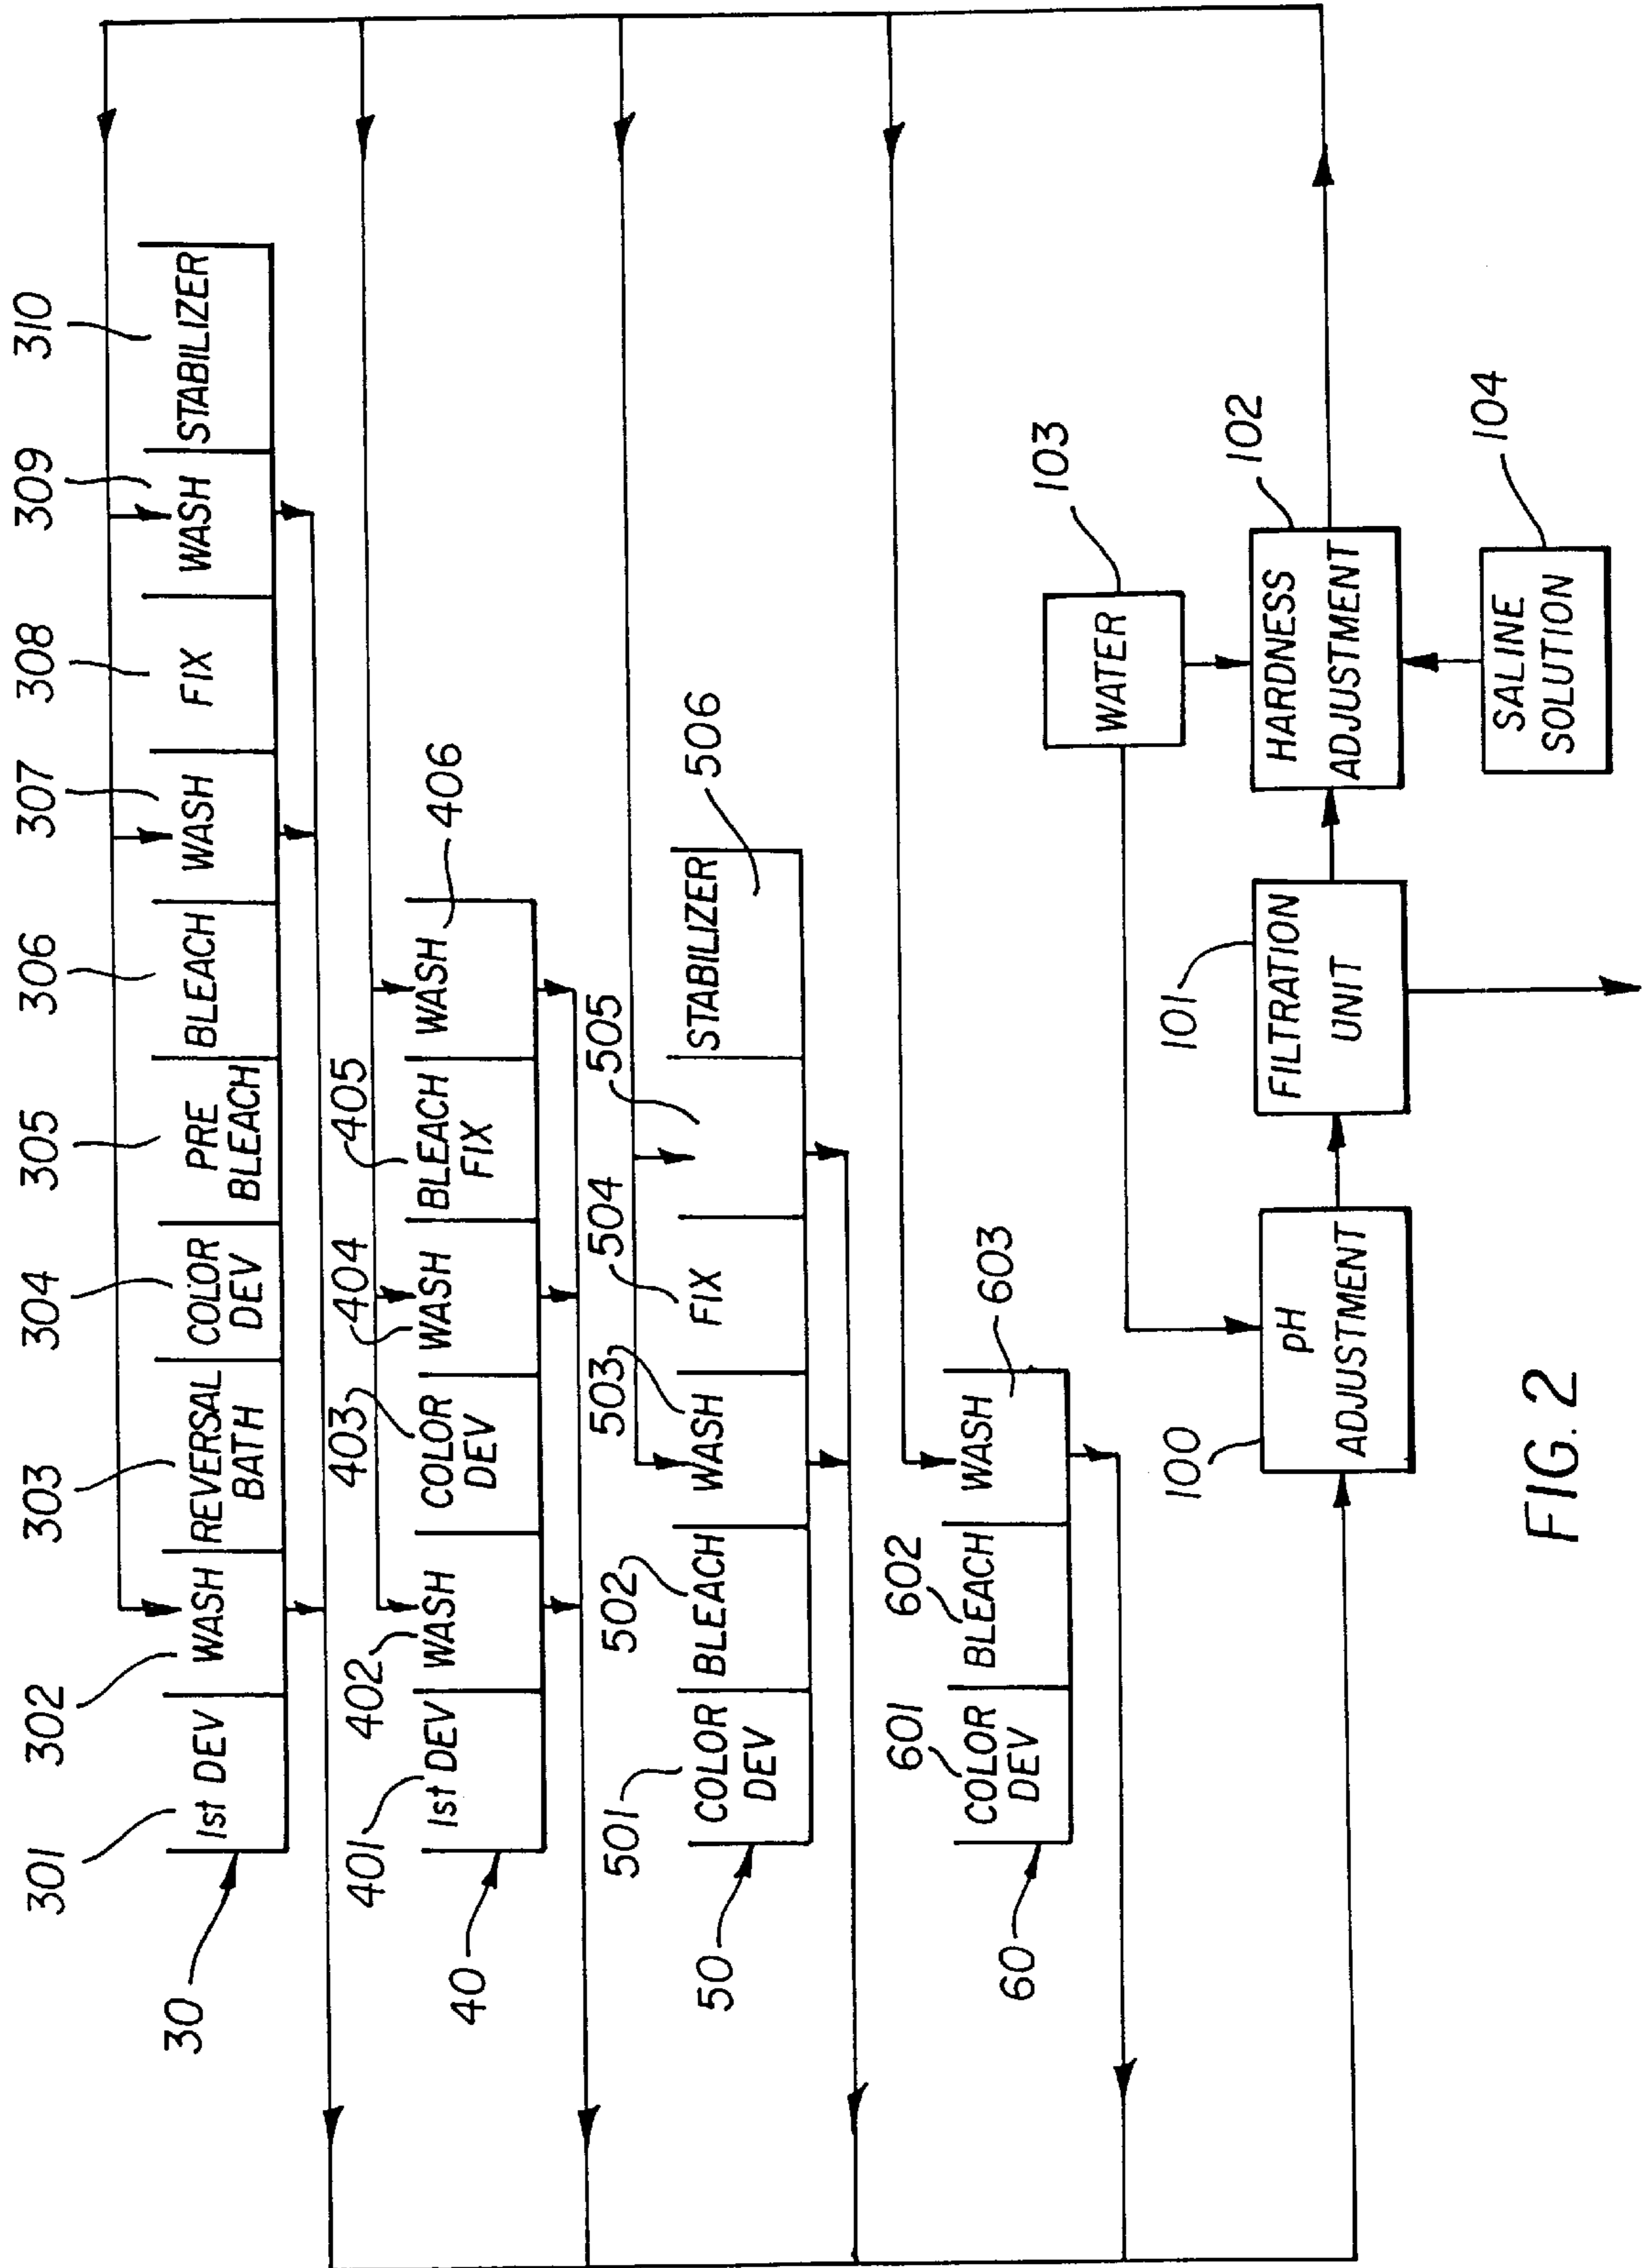 301
302
303
304
305
306
307
308
309
310
1st DEV
WASH
REVERSAL
BATH
COLOR
DEV
PRE
BLEACH
BLEACH
WASH
FIX
WASH
STABILIZER
30
401
402
403
404
405
406
1st DEV
WASH
COLOR
DEV
WASH
BLEACH
FIX
WASH
40
501
502
503
504
505
506
COLOR
DEV
BLEACH
WASH
FIX
STABILIZER
50
601
602
603
COLOR
DEV
BLEACH
WASH
60
100
pH
ADJUSTMENT
101
FILTRATION
UNIT
103
WATER
102
HARDNESS
ADJUSTMENT
104
SALINE
SOLUTION
FIG. 2